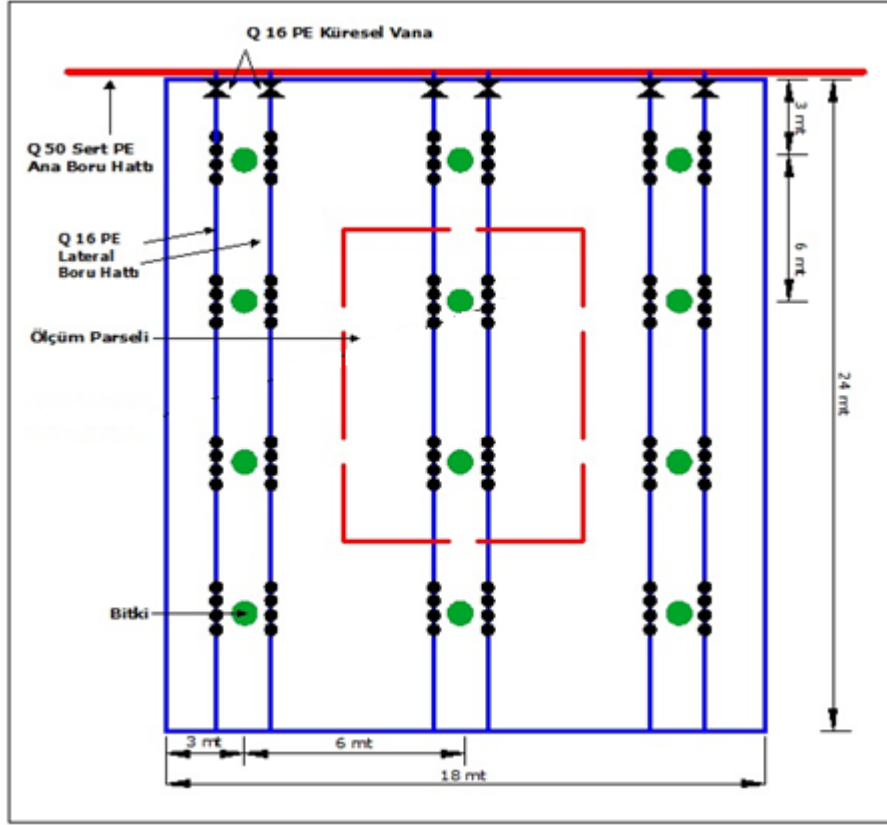 Q 16 PE Küresel Vana
3 mt
Q 50 Sert PE
Ana Boru Hattı
6 mt
Q 16 PE
Lateral
Boru Hattı
Ölçüm Parseli
24 mt
Bitki
3 mt
6 mt
18 mt